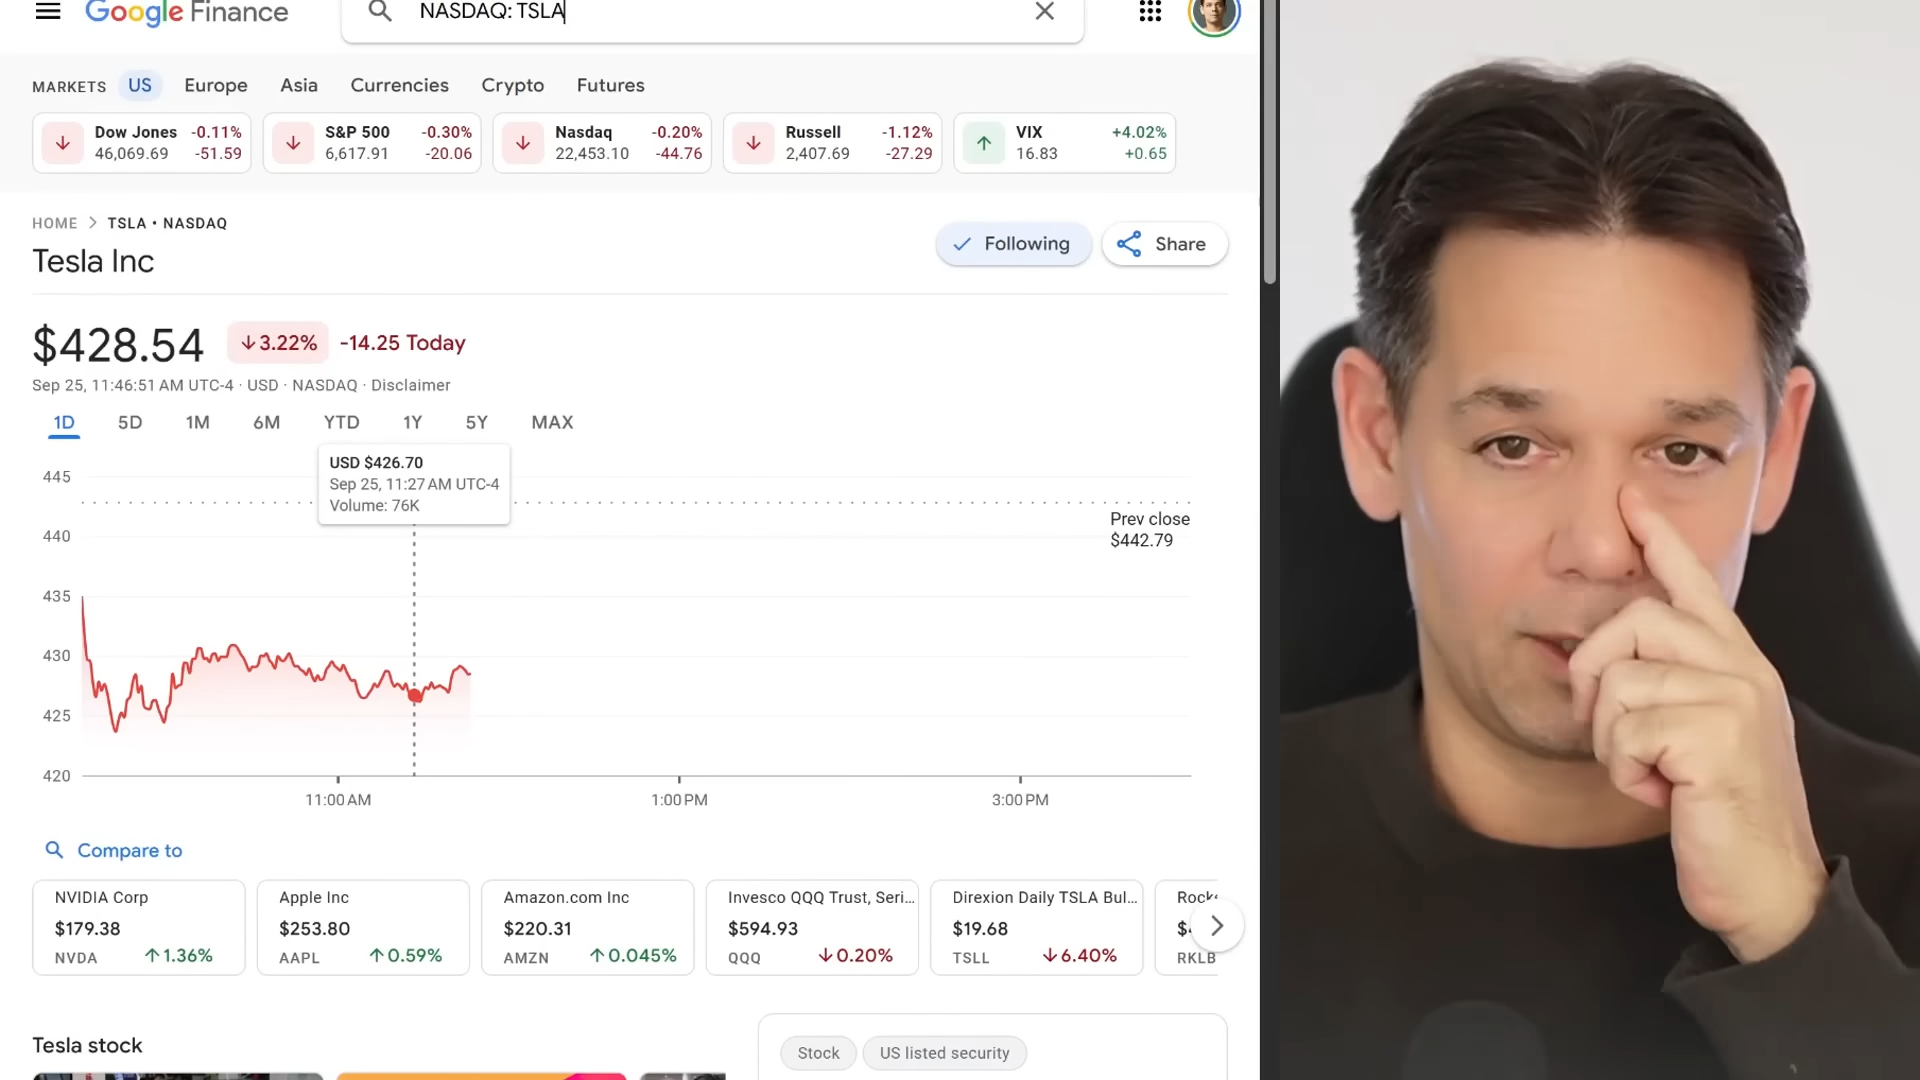 Google Finance
NASDAQ: TSLA
MARKETS US Europe Asia Currencies Crypto Futures
Dow Jones -0.11%
46,069.69 -51.59
S&P 500 -0.30%
6,617.91 -20.06
Nasdaq -0.20%
22,453.10 -44.76
Russell -1.12%
2,407.69 -27.29
VIX +4.02%
16.83 +0.65
HOME > TSLA • NASDAQ
Tesla Inc
Following
Share
$428.54 ↓3.22% -14.25 Today
Sep 25, 11:46:51 AM UTC-4 · USD · NASDAQ · Disclaimer
1D 5D 1M 6M YTD 1Y 5Y MAX
USD $426.70
Sep 25, 11:27 AM UTC-4
Volume: 76K
Prev close
$442.79
445
440
435
430
425
420
11:00 AM 1:00 PM 3:00 PM
Compare to
NVIDIA Corp
$179.38
NVDA ↑1.36%
Apple Inc
$253.80
AAPL ↑0.59%
Amazon.com Inc
$220.31
AMZN ↑0.045%
Invesco QQQ Trust, Seri...
$594.93
QQQ ↓0.20%
Direxion Daily TSLA Bul...
$19.68
TSLL ↓6.40%
RKLB
Tesla stock
Stock
US listed security